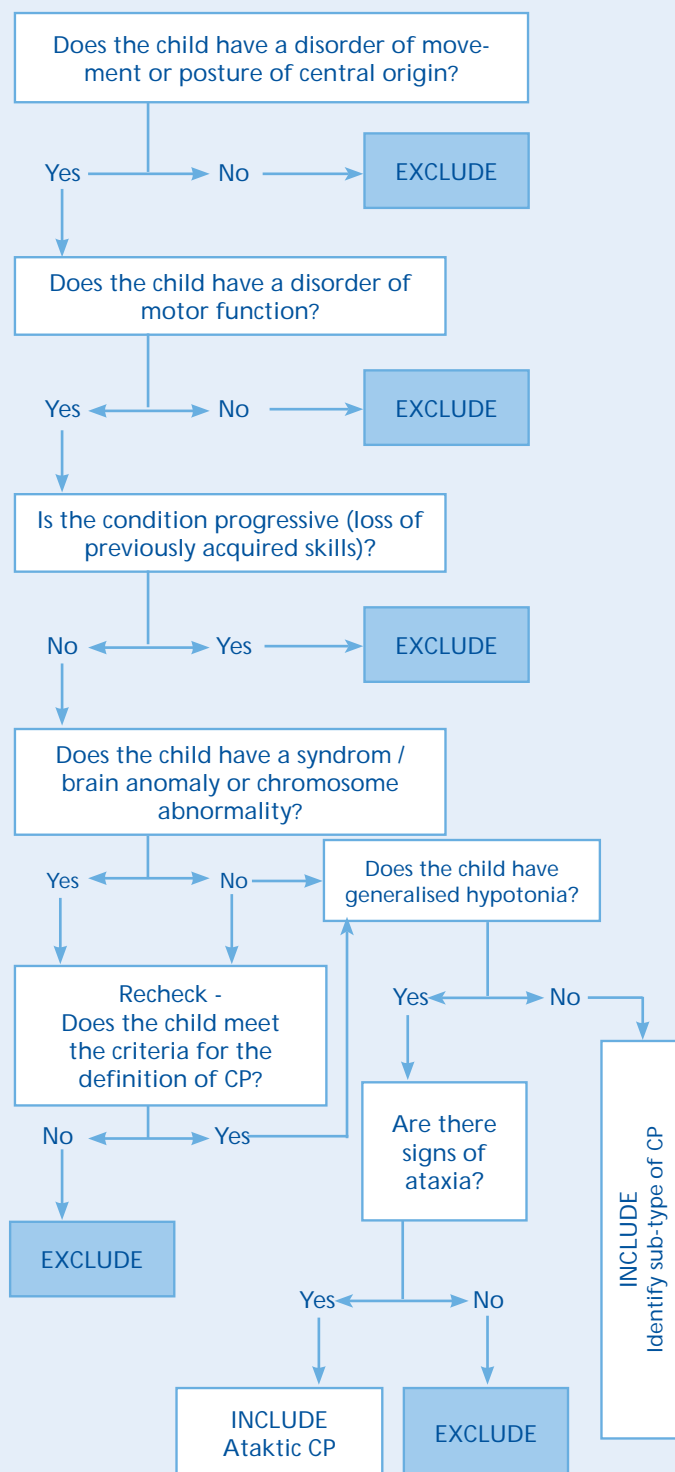 Does the child have a disorder of move-
ment or posture of central origin?
Yes
No
EXCLUDE
Does the child have a disorder of
motor function?
Yes
No
EXCLUDE
Is the condition progressive (loss of
previously acquired skills)?
No
Yes
EXCLUDE
Does the child have a syndrom /
brain anomaly or chromosome
abnormality?
Yes
No
Does the child have
generalised hypotonia?
Recheck -
Does the child meet
the criteria for the
definition of CP?
Yes
No
No
Yes
Are there
signs of
ataxia?
INCLUDE
Identify sub-type of CP
EXCLUDE
Yes
No
INCLUDE
Ataktic CP
EXCLUDE